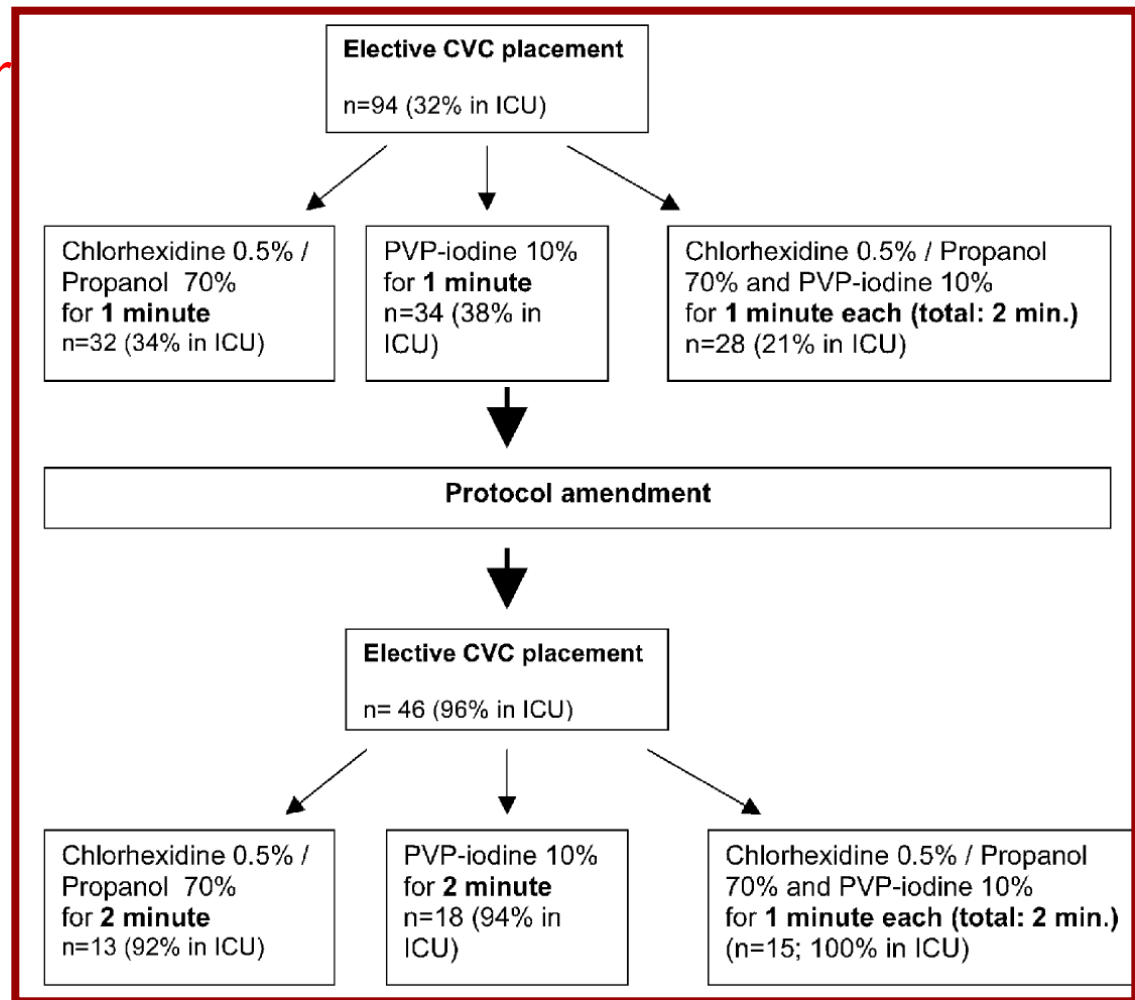 Elective CVC placement
n=94 (32% in ICU)
Chlorhexidine 0.5% /
Propanol 70%
for 1 minute
n=32 (34% in ICU)
PVP-iodine 10%
for 1 minute
n=34 (38% in
ICU)
Chlorhexidine 0.5% / Propanol
70% and PVP-iodine 10%
for 1 minute each (total: 2 min.)
n=28 (21% in ICU)
Protocol amendment
Elective CVC placement
n= 46 (96% in ICU)
Chlorhexidine 0.5% /
Propanol 70%
for 2 minute
n=13 (92% in ICU)
PVP-iodine 10%
for 2 minute
n=18 (94% in
ICU)
Chlorhexidine 0.5% / Propanol
70% and PVP-iodine 10%
for 1 minute each (total: 2 min.)
(n=15; 100% in ICU)